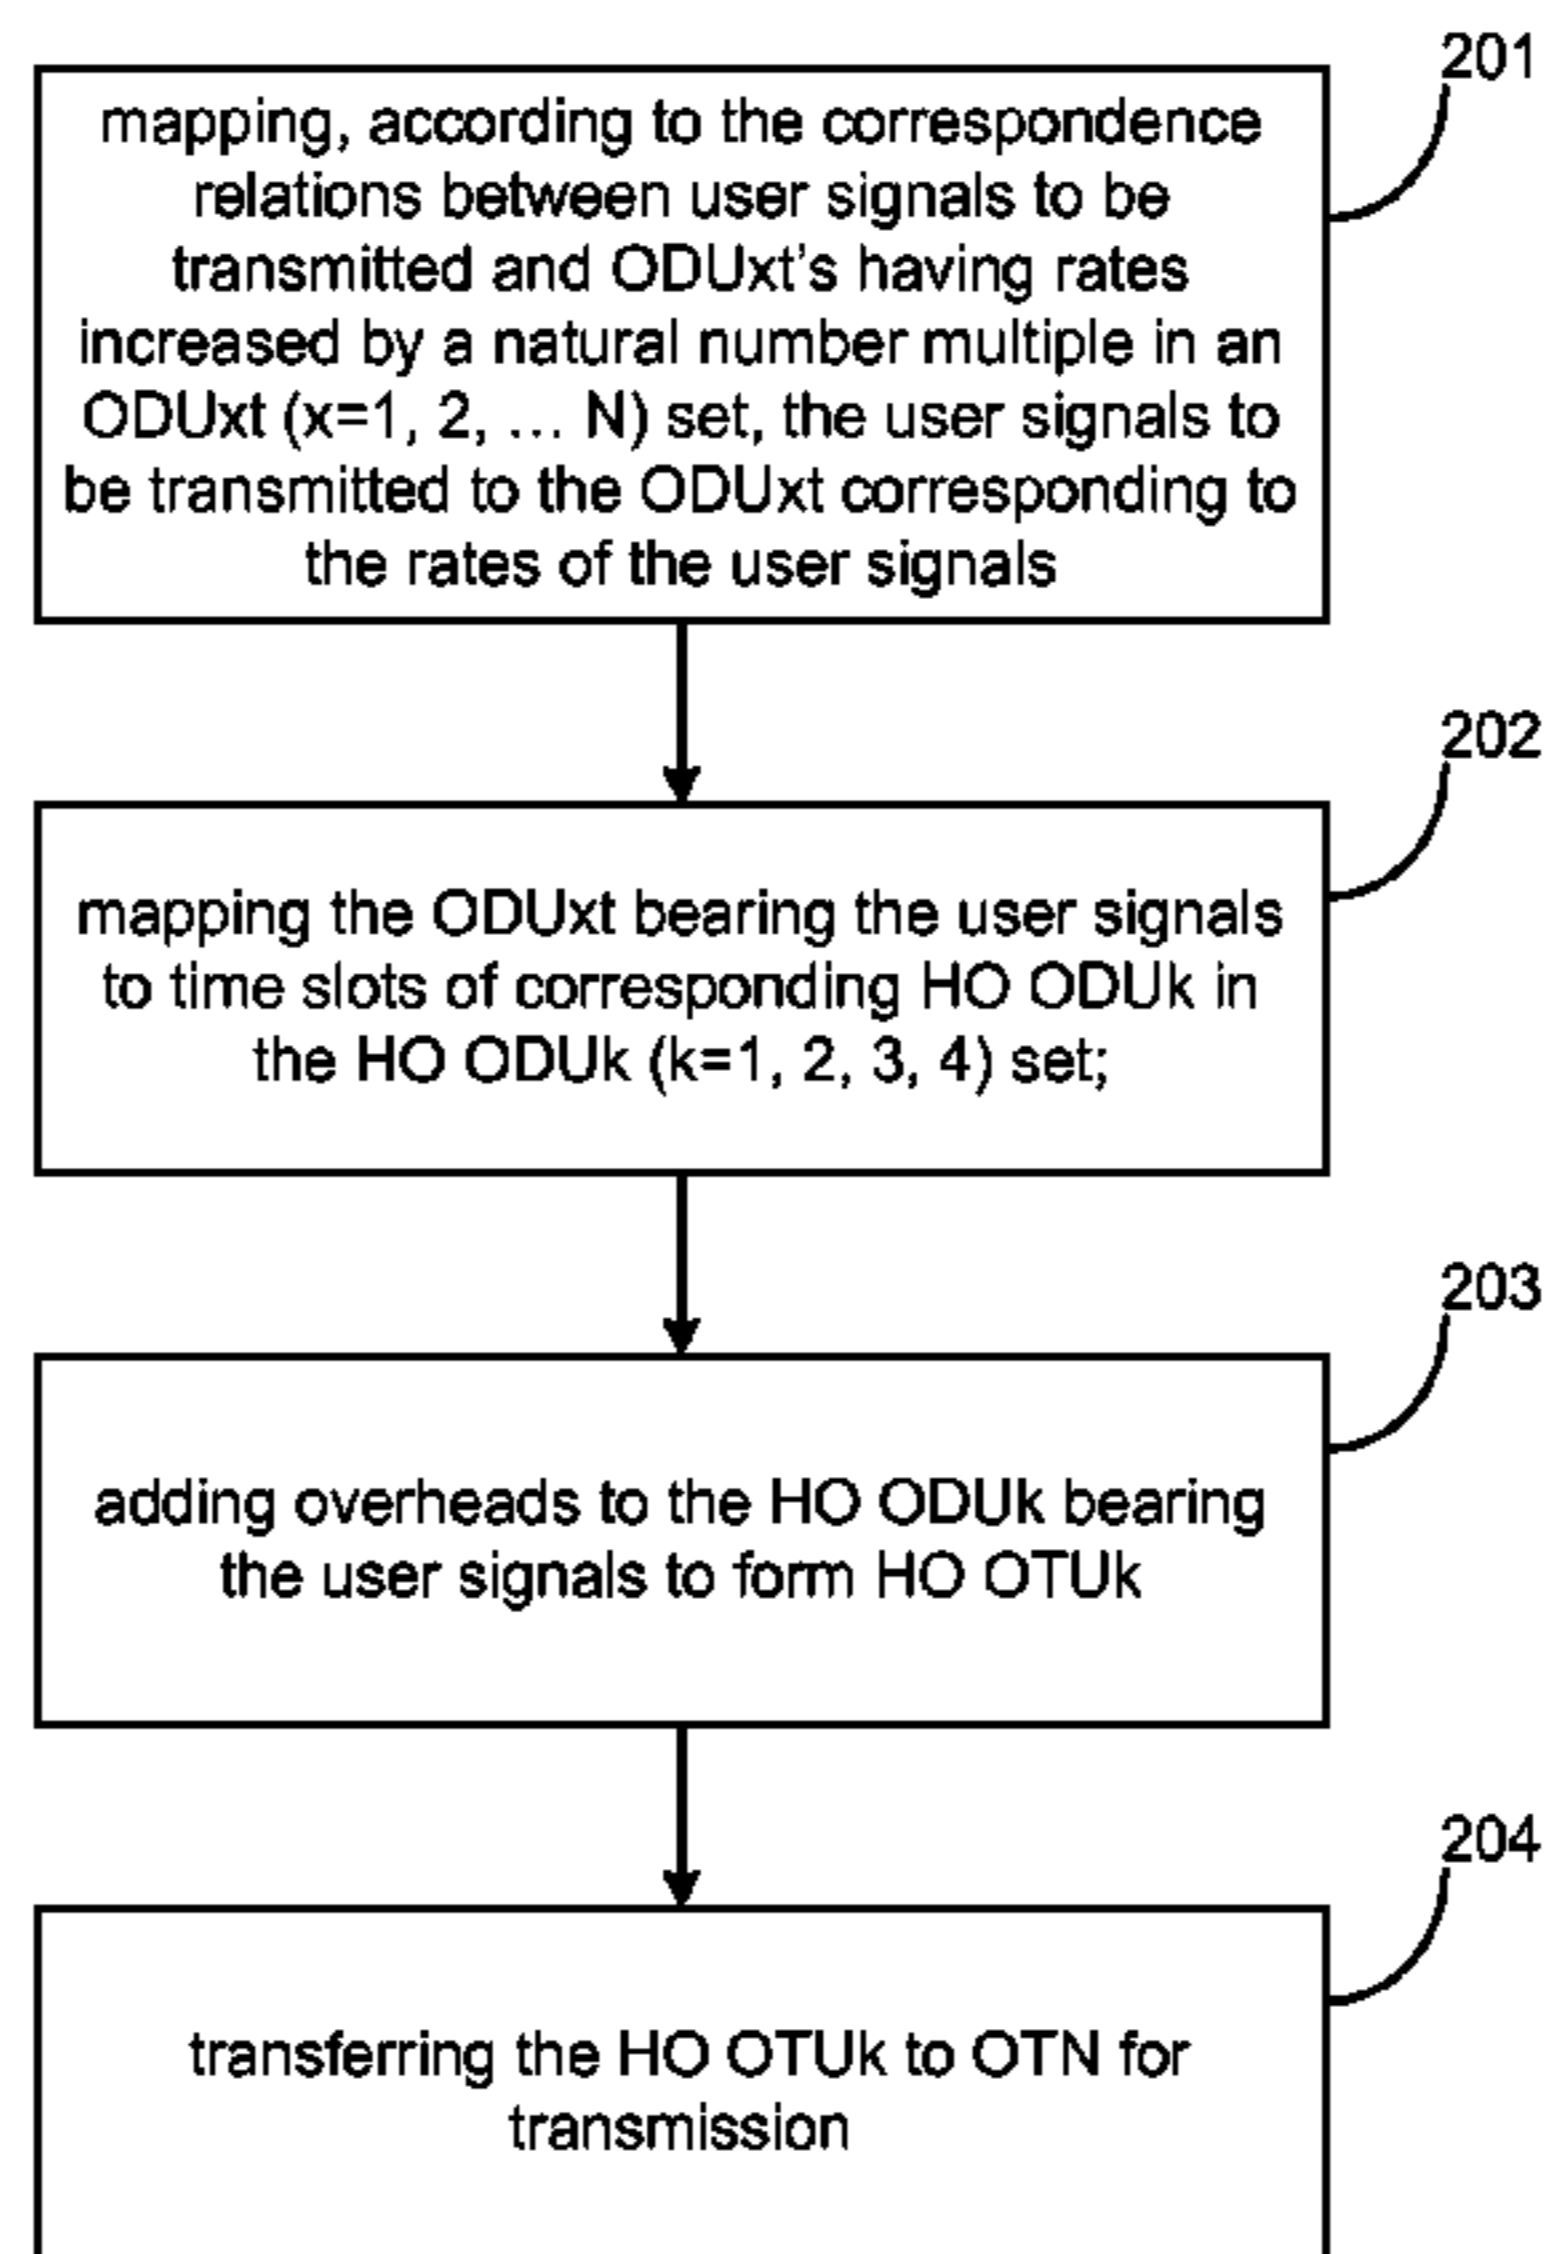 201
mapping, according to the correspondence
relations between user signals to be
transmitted and ODUxt's having rates
increased by a natural number multiple in an
ODUxt (x=1, 2, ... N) set, the user signals to
be transmitted to the ODUxt corresponding to
the rates of the user signals
202
mapping the ODUxt bearing the user signals
to time slots of corresponding HO ODUk in
the HO ODUk (k=1, 2, 3, 4) set;
203
adding overheads to the HO ODUk bearing
the user signals to form HO OTUk
204
transferring the HO OTUk to OTN for
transmission